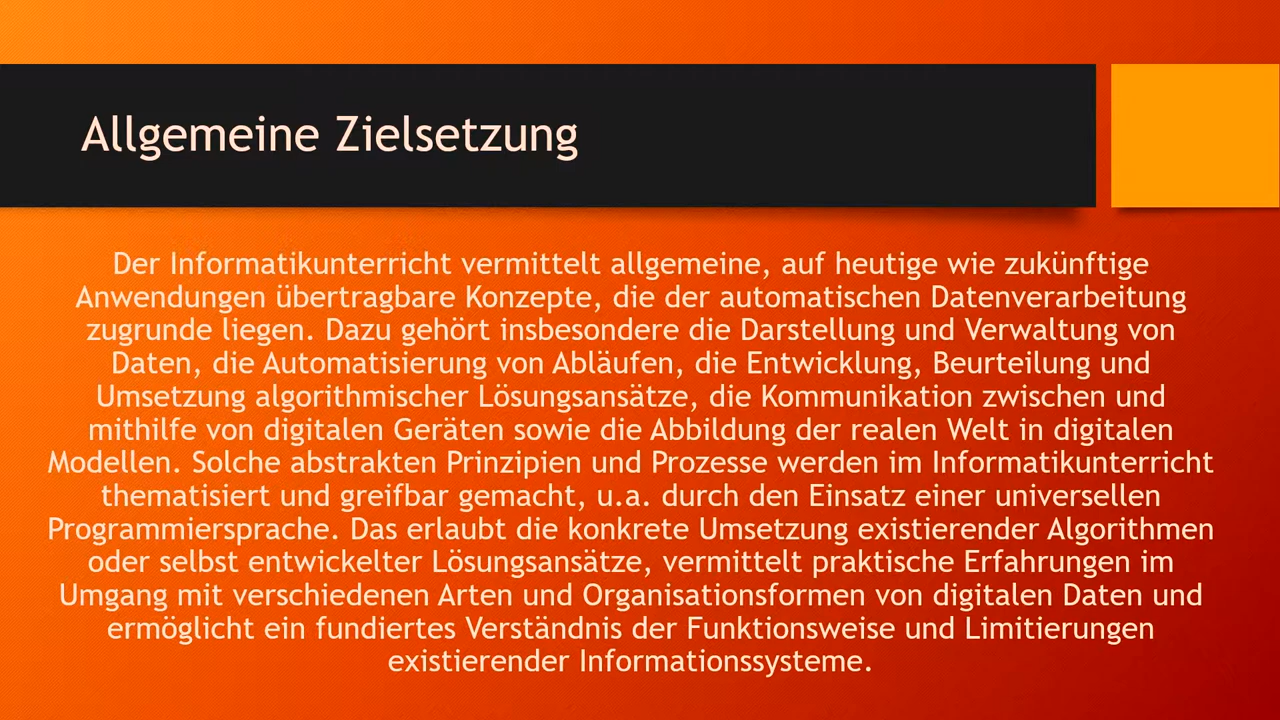 Allgemeine Zielsetzung
Der Informatikunterricht vermittelt allgemeine, auf heutige wie zukünftige
Anwendungen übertragbare Konzepte, die der automatischen Datenverarbeitung
zugrunde liegen. Dazu gehört insbesondere die Darstellung und Verwaltung von
Daten, die Automatisierung von Abläufen, die Entwicklung, Beurteilung und
Umsetzung algorithmischer Lösungsansätze, die Kommunikation zwischen und
mithilfe von digitalen Geräten sowie die Abbildung der realen Welt in digitalen
Modellen. Solche abstrakten Prinzipien und Prozesse werden im Informatikunterricht
thematisiert und greifbar gemacht, u.a. durch den Einsatz einer universellen
Programmiersprache. Das erlaubt die konkrete Umsetzung existierender Algorithmen
oder selbst entwickelter Lösungsansätze, vermittelt praktische Erfahrungen im
Umgang mit verschiedenen Arten und Organisationsformen von digitalen Daten und
ermöglicht ein fundiertes Verständnis der Funktionsweise und Limitierungen
existierender Informationssysteme.